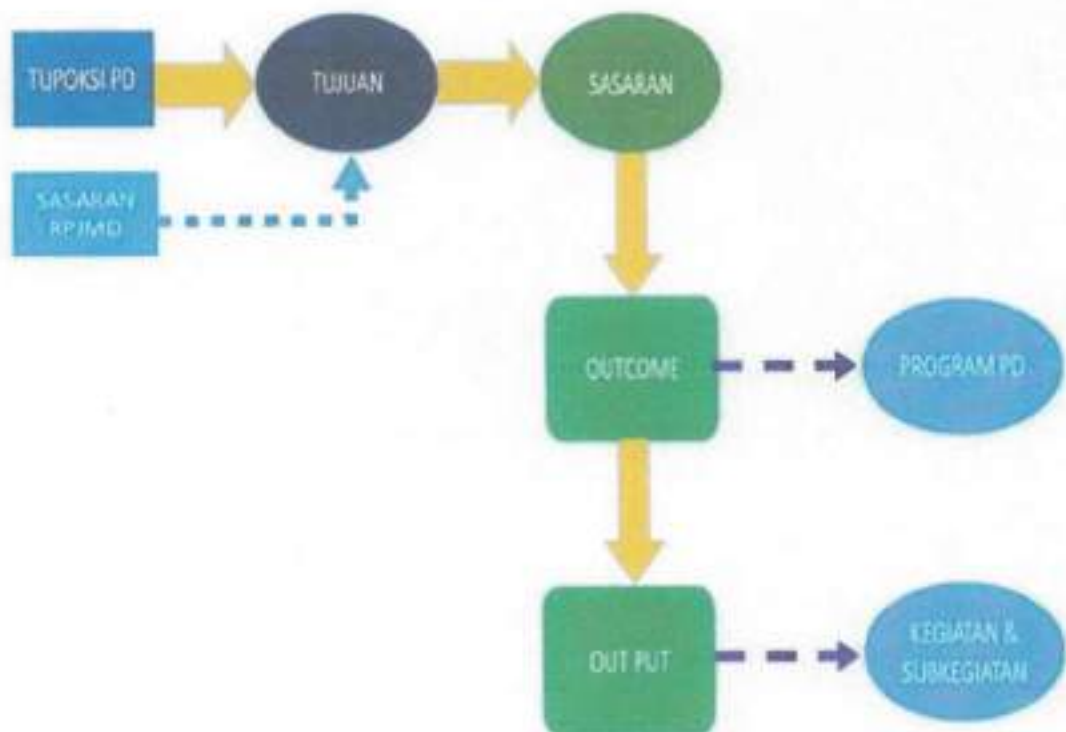 TUPOKSI PD
TUJUAN
SASARAN
SASARAN
RPJMD
OUTCOME
PROGRAM PD
OUT PUT
KEGIATAN &
SUBKEGIATAN